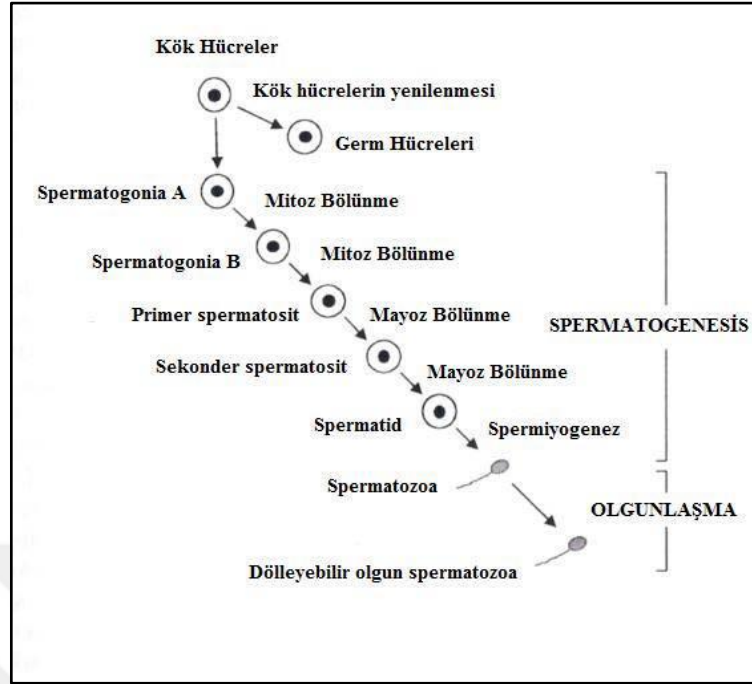 Kök Hücreler
Kök hücrelerin yenilenmesi
Germ Hücreleri
Spermatogonia A
Mitoz Bölünme
Spermatogonia B
Mitoz Bölünme
Primer spermatosit
Mayoz Bölünme
SPERMATOGENESİS
Sekonder spermatosit
Mayoz Bölünme
Spermatid
Spermiyogenez
Spermatozoa
OLGUNLAŞMA
Dölleyebilir olgun spermatozoa